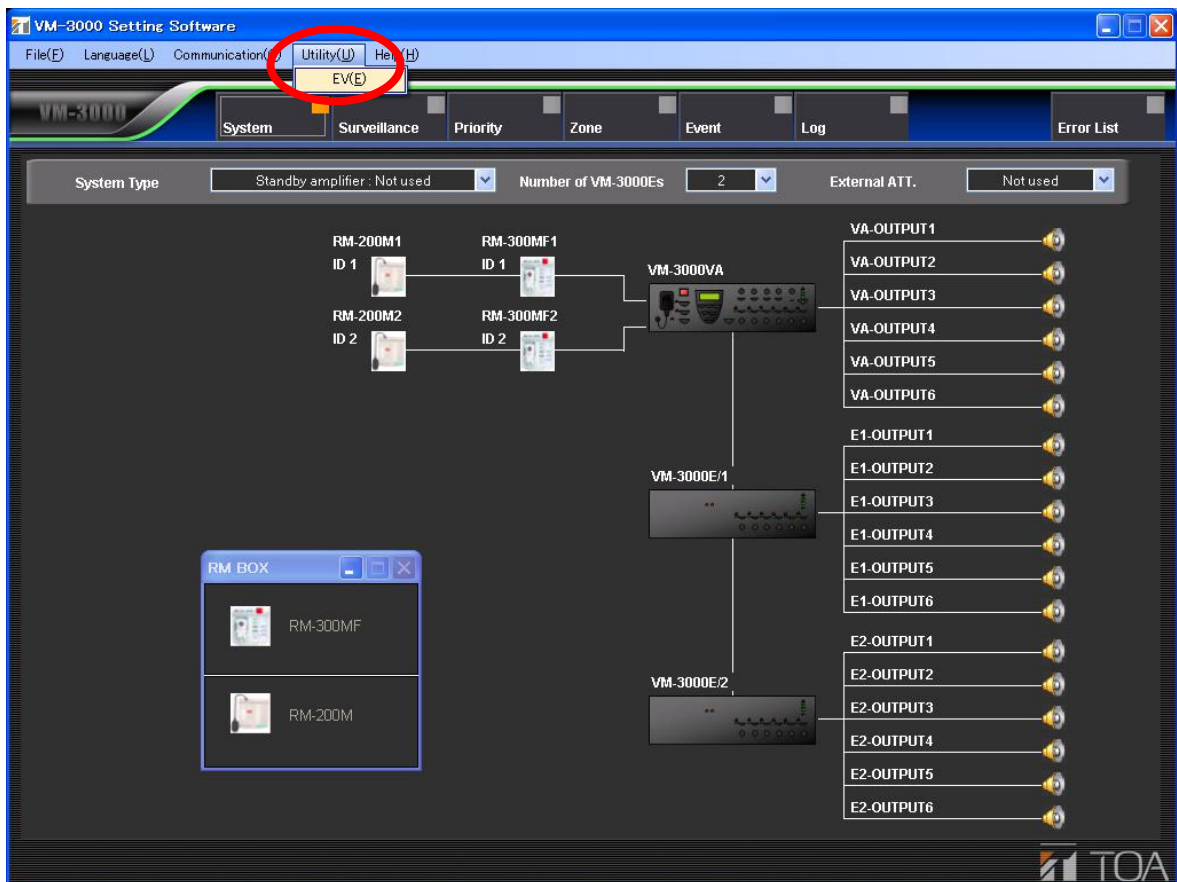 VM-3000 Setting Software
File(F) Language(L) Communication( ) Utility(U) Help(H)
EV(E)
VM-3000
System Surveillance Priority Zone Event Log Error List
System Type Standby amplifier : Not used Number of VM-3000Es 2 External ATT. Not used
RM-200M1 RM-300MF1
ID 1 ID 1
VM-3000VA
RM-200M2 RM-300MF2
ID 2 ID 2
VA-OUTPUT1
VA-OUTPUT2
VA-OUTPUT3
VA-OUTPUT4
VA-OUTPUT5
VA-OUTPUT6
VM-3000E/1
E1-OUTPUT1
E1-OUTPUT2
E1-OUTPUT3
E1-OUTPUT4
E1-OUTPUT5
E1-OUTPUT6
RM BOX
RM-300MF
RM-200M
VM-3000E/2
E2-OUTPUT1
E2-OUTPUT2
E2-OUTPUT3
E2-OUTPUT4
E2-OUTPUT5
E2-OUTPUT6
TOA